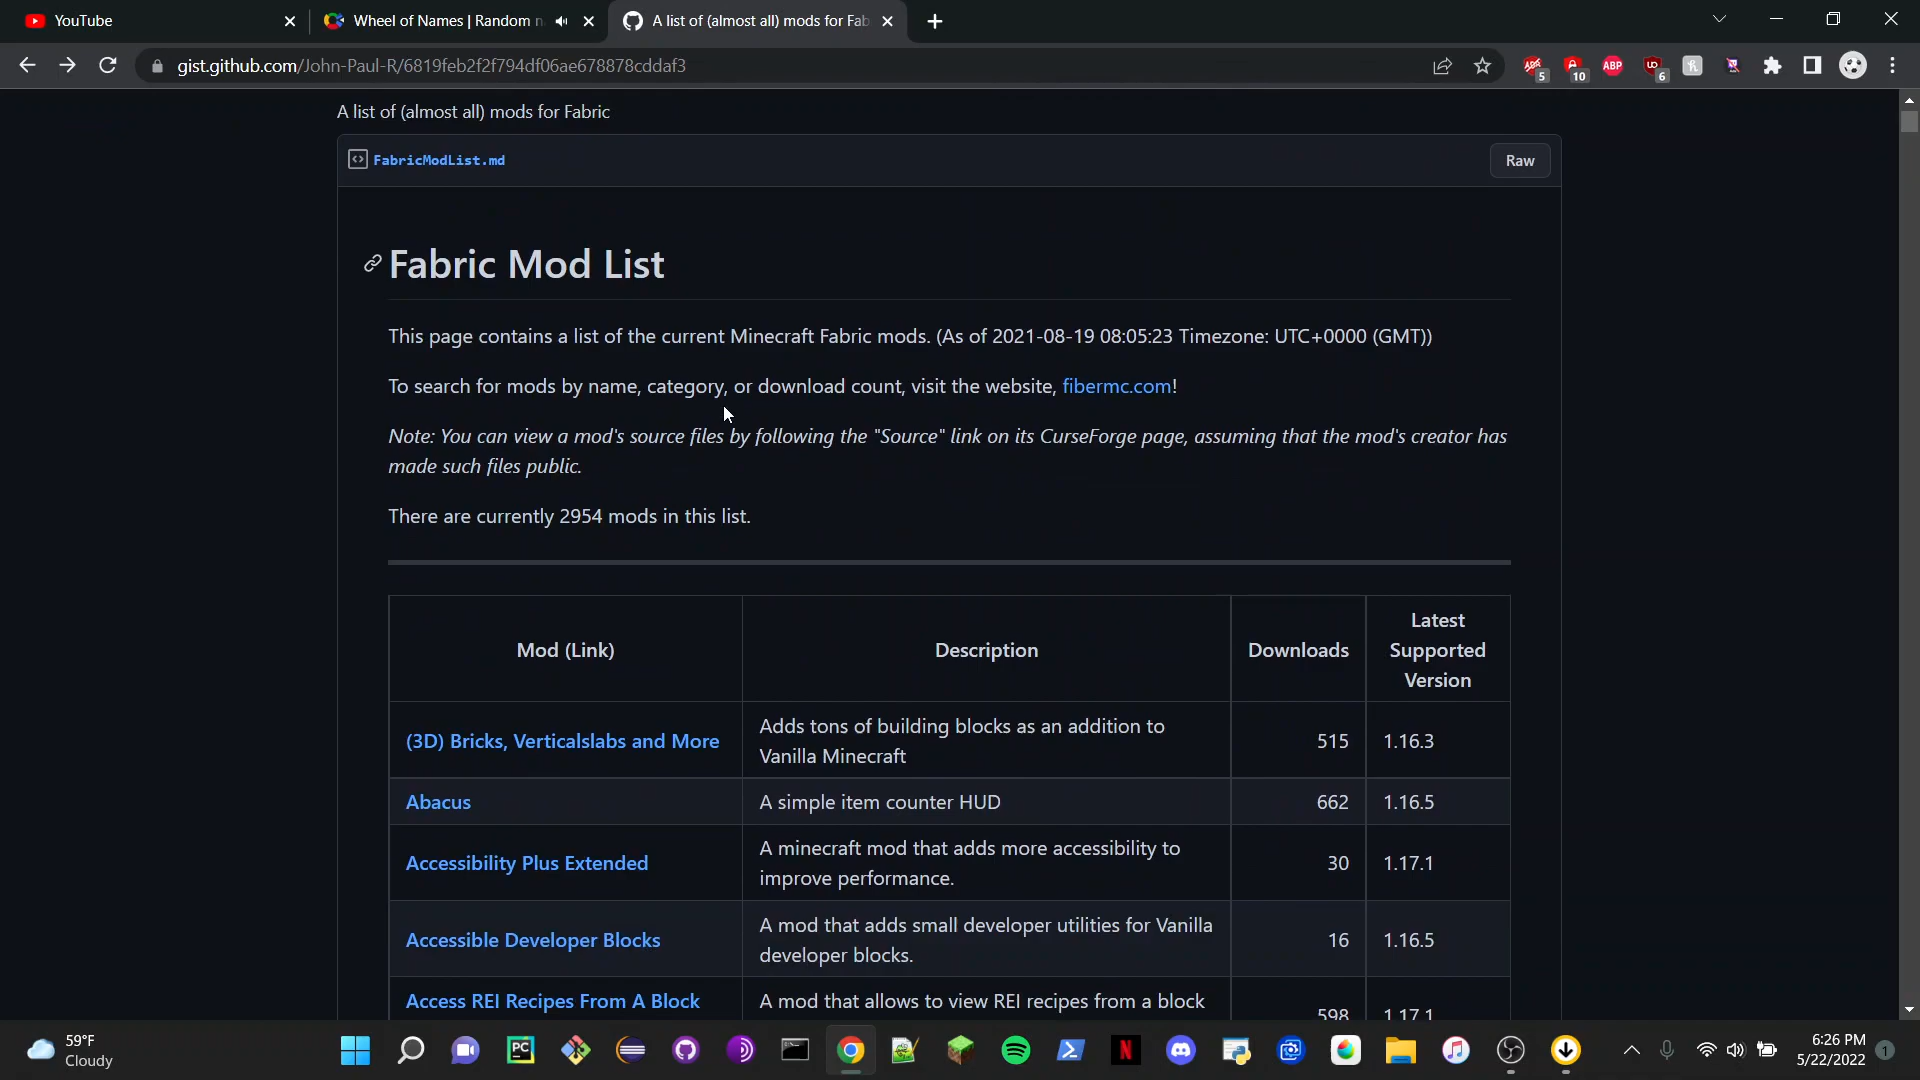 YouTube
Wheel of Names | Random n
A list of (almost all) mods for Fab
gist.github.com/John-Paul-R/6819feb2f2f794df06ae678878cddaf3
5
10
ABP
6
A list of (almost all) mods for Fabric
FabricModList.md
Raw
Fabric Mod List
This page contains a list of the current Minecraft Fabric mods. (As of 2021-08-19 08:05:23 Timezone: UTC+0000 (GMT))
To search for mods by name, category, or download count, visit the website, fibermc.com!
Note: You can view a mod's source files by following the "Source" link on its CurseForge page, assuming that the mod's creator has
made such files public.
There are currently 2954 mods in this list.
Mod (Link)
Description
Downloads
Latest
Supported
Version
(3D) Bricks, Verticalslabs and More
Adds tons of building blocks as an addition to
Vanilla Minecraft
515
1.16.3
Abacus
A simple item counter HUD
662
1.16.5
Accessibility Plus Extended
A minecraft mod that adds more accessibility to
improve performance.
30
1.17.1
Accessible Developer Blocks
A mod that adds small developer utilities for Vanilla
developer blocks.
16
1.16.5
Access REI Recipes From A Block
A mod that allows to view REI recipes from a block
598
1.17.1
59°F
Cloudy
PC
N
6:26 PM
5/22/2022
1